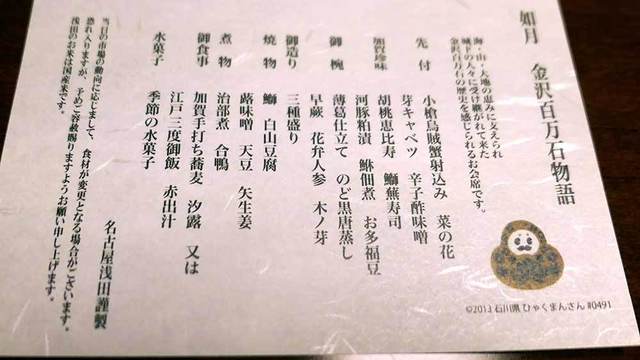 如月　金沢百万石物語
海・山・大地の恵みに支えられ
城下の人々に受け継がれて来た
金沢百万石の歴史を感じられるお会席です。
先付　小槍烏賊蟹射込み　菜の花
芽キャベツ　辛子酢味噌
加賀珍味　胡桃恵比寿　鰤蕪寿司
河豚粕漬　鮴佃煮　お多福豆
御椀　薄葛仕立て　のど黒唐蒸し
早蕨　花弁人参　木ノ芽
御造り　三種盛り
焼物　鰤　白山豆腐
蕗味噌　天豆　矢生姜
煮物　治部煮　合鴨
御食事　加賀手打ち蕎麦　汐露　又は
江戸三度御飯　赤出汁
水菓子　季節の水菓子
当日の市場の動向に応じまして、食材が変更となる場合がございます。
恐れ入りますが、予めご容赦賜りますようお願い申し上げます。
浅田のお米は国産米です。
名古屋浅田謹製
©2013 石川県 ひゃくまんさん #0491